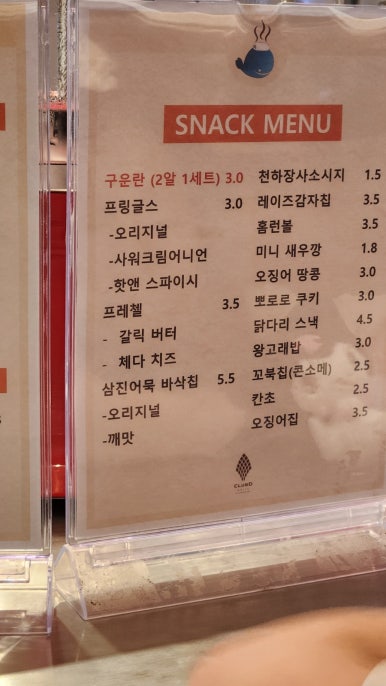 SNACK MENU
구운란 (2알 1세트) 3.0
프링글스 3.0
-오리지널
-사워크림어니언
-핫앤 스파이시
프레첼 3.5
- 갈릭 버터
- 체다 치즈
삼진어묵 바삭칩 5.5
-오리지널
-깨맛
천하장사소시지 1.5
레이즈감자칩 3.5
홈런볼 3.5
미니 새우깡 1.8
오징어 땅콩 3.0
뽀로로 쿠키 3.0
닭다리 스낵 4.5
왕고래밥 3.0
꼬북칩(콘소메) 2.5
칸초 2.5
오징어집 3.5